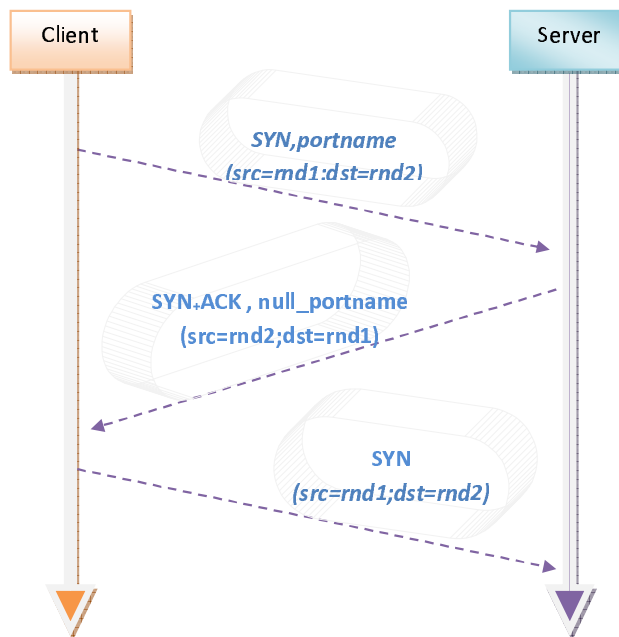 Client
Server
SYN,portname
(src=rnd1;dst=rnd2)
SYN+ACK , null_portname
(src=rnd2;dst=rnd1)
SYN
(src=rnd1;dst=rnd2)